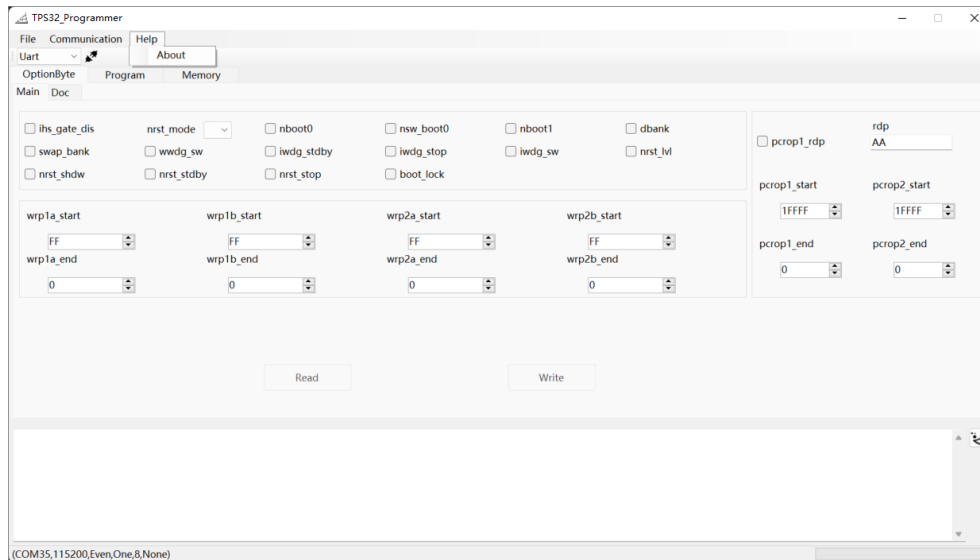 TPS32_Programmer
File Communication Help
Uart About
OptionByte Program Memory
Main Doc
ihs_gate_dis nrst_mode nboot0 nsw_boot0 nboot1 dbank
swap_bank wwdg_sw iwdg_stdby iwdg_stop iwdg_sw nrst_lvl
nrst_shdw nrst_stdby nrst_stop boot_lock
rdp
pcrop1_rdp AA
pcrop1_start pcrop2_start
1FFFF 1FFFF
pcrop1_end pcrop2_end
0 0
wrp1a_start wrp1b_start wrp2a_start wrp2b_start
FF FF FF FF
wrp1a_end wrp1b_end wrp2a_end wrp2b_end
0 0 0 0
Read Write
(COM35,115200,Even,One,8,None)